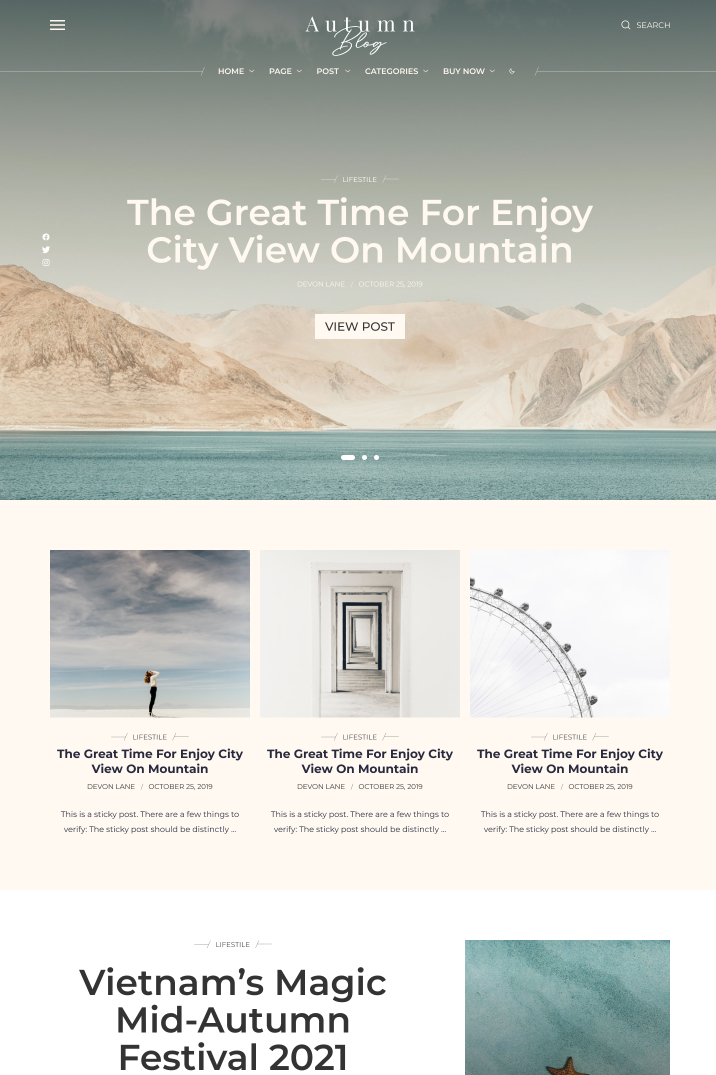 Autumn
Blog
SEARCH
HOME PAGE POST CATEGORIES BUY NOW
LIFESTILE
The Great Time For Enjoy
City View On Mountain
DEVON LANE / OCTOBER 25, 2019
VIEW POST
LIFESTILE
The Great Time For Enjoy City
View On Mountain
DEVON LANE / OCTOBER 25, 2019
This is a sticky post. There are a few things to
verify: The sticky post should be distinctly ...
LIFESTILE
The Great Time For Enjoy City
View On Mountain
DEVON LANE / OCTOBER 25, 2019
This is a sticky post. There are a few things to
verify: The sticky post should be distinctly ...
LIFESTILE
The Great Time For Enjoy City
View On Mountain
DEVON LANE / OCTOBER 25, 2019
This is a sticky post. There are a few things to
verify: The sticky post should be distinctly ...
LIFESTILE
Vietnam’s Magic
Mid-Autumn
Festival 2021